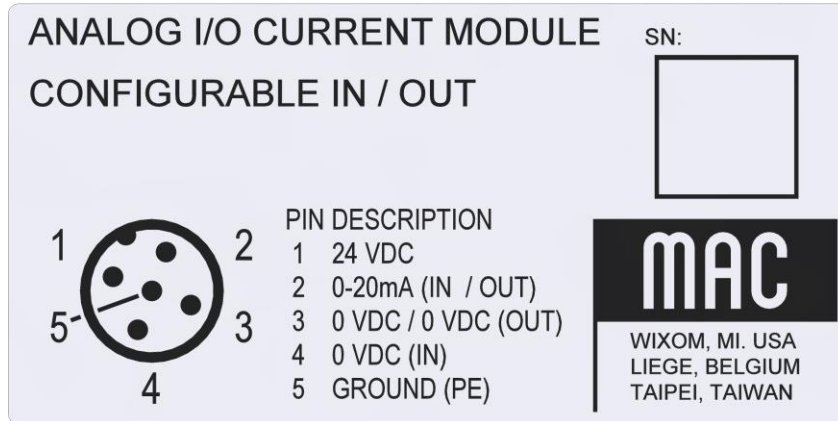 ANALOG I/O CURRENT MODULE
CONFIGURABLE IN / OUT
SN:
1
2
3
4
5
PIN DESCRIPTION
1 24 VDC
2 0-20mA (IN / OUT)
3 0 VDC / 0 VDC (OUT)
4 0 VDC (IN)
5 GROUND (PE)
MAC
WIXOM, MI. USA
LIEGE, BELGIUM
TAIPEI, TAIWAN